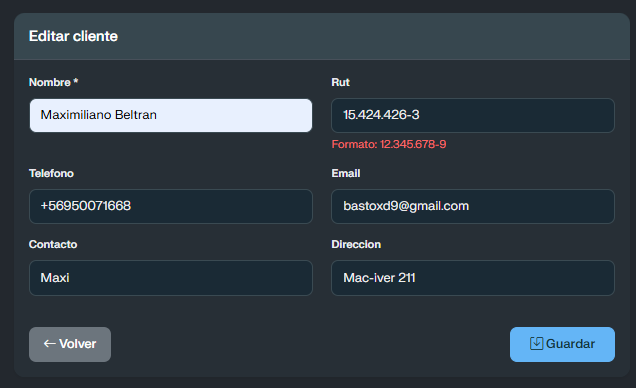 Editar cliente
Nombre * Rut
Maximiliano Beltran 15.424.426-3
Formato: 12.345.678-9
Telefono Email
+56950071668 bastoxd9@gmail.com
Contacto Direccion
Maxi Mac-iver 211
← Volver Guardar